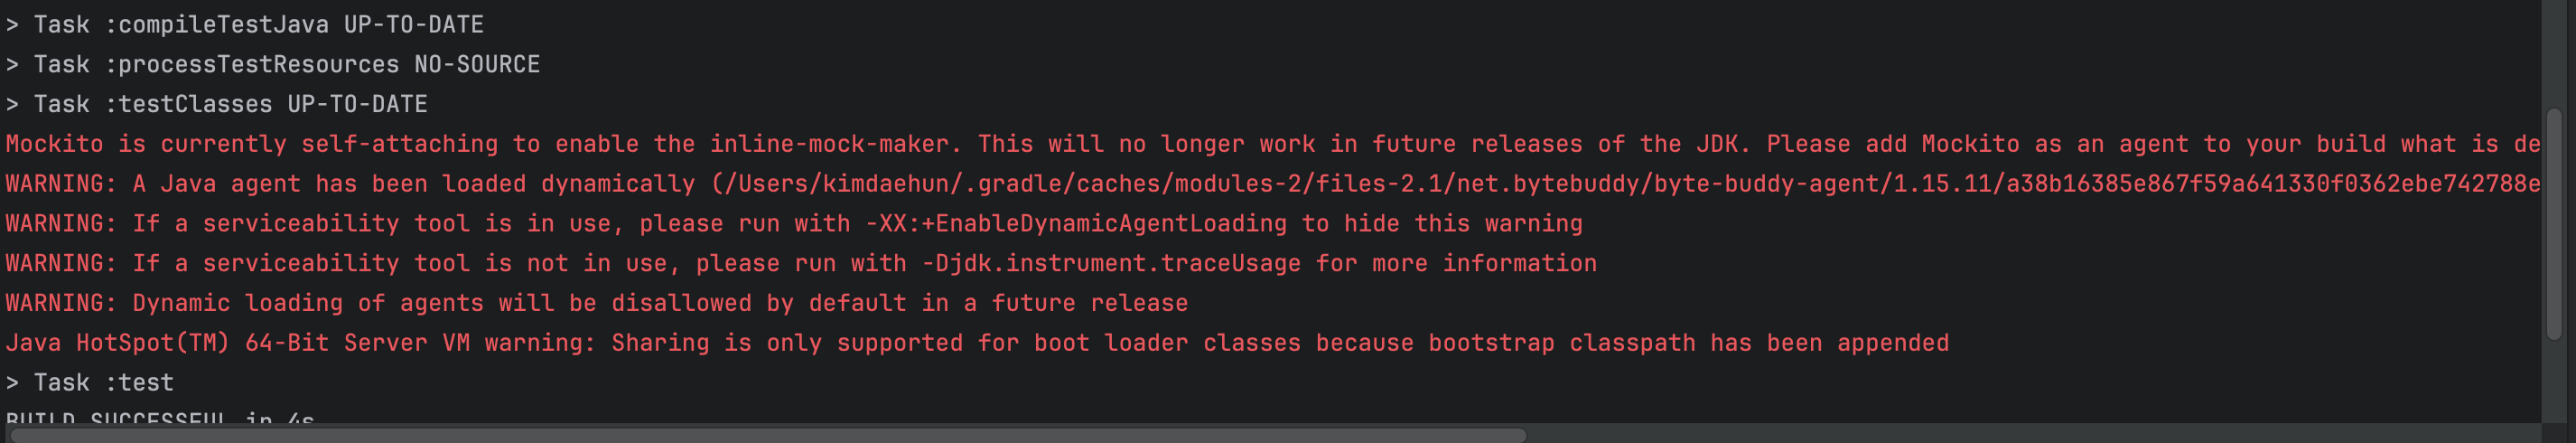 > Task :compileTestJava UP-TO-DATE
> Task :processTestResources NO-SOURCE
> Task :testClasses UP-TO-DATE
Mockito is currently self-attaching to enable the inline-mock-maker. This will no longer work in future releases of the JDK. Please add Mockito as an agent to your build what is de
WARNING: A Java agent has been loaded dynamically (/Users/kimdaehun/.gradle/caches/modules-2/files-2.1/net.bytebuddy/byte-buddy-agent/1.15.11/a38b16385e867f59a641330f0362ebe742788e
WARNING: If a serviceability tool is in use, please run with -XX:+EnableDynamicAgentLoading to hide this warning
WARNING: If a serviceability tool is not in use, please run with -Djdk.instrument.traceUsage for more information
WARNING: Dynamic loading of agents will be disallowed by default in a future release
Java HotSpot(TM) 64-Bit Server VM warning: Sharing is only supported for boot loader classes because bootstrap classpath has been appended
> Task :test
BUILD SUCCESSFUL in 4s